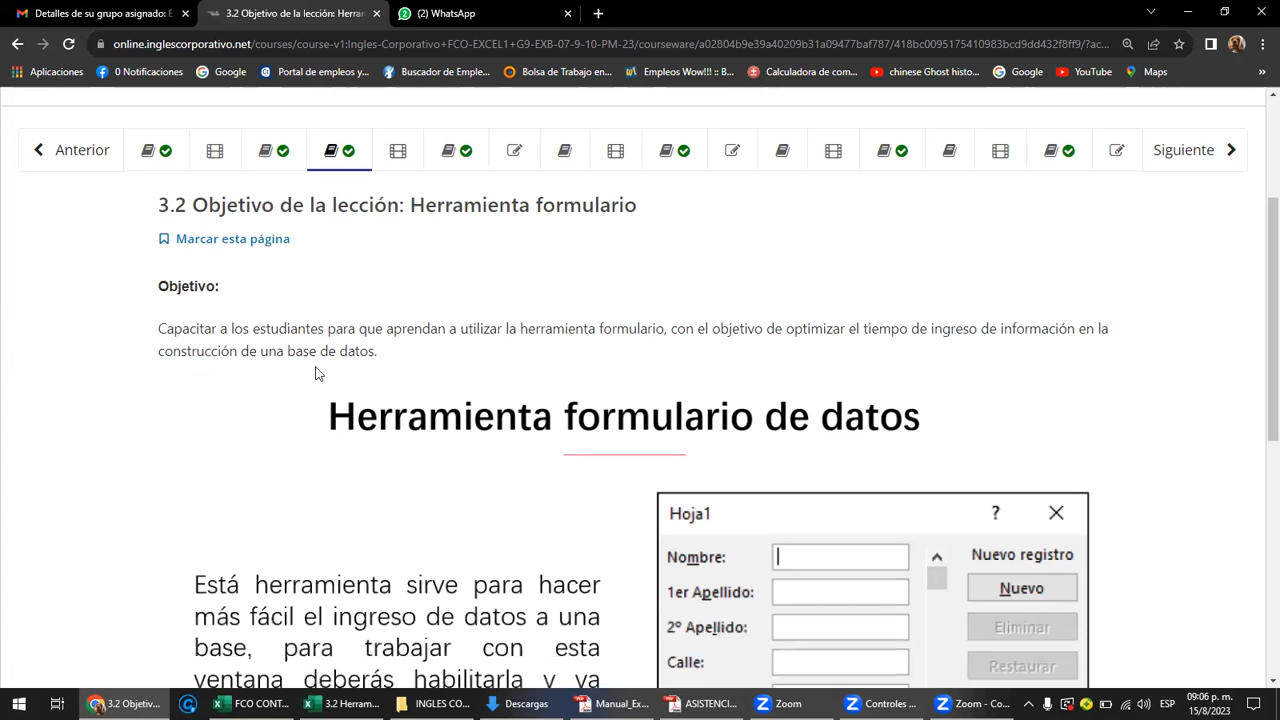 Detalles de su grupo asignado: E
3.2 Objetivo de la lección: Herra
(2) WhatsApp
online.inglescorporativo.net/courses/course-v1:Ingles-Corporativo+FCO-EXCEL1+G9-EXB-07-9-10-PM-23/courseware/a02804b9e39a40209b31a09477baf787/418bc0095175410983bcd9dd432f8ff9/?ac...
Aplicaciones
0 Notificaciones
Google
Portal de empleos y...
Buscador de Emple...
Bolsa de Trabajo en...
Empleos Wow!!! :: B...
Calculadora de com...
chinese Ghost histo...
Google
YouTube
Maps
»
Anterior
Siguiente
3.2 Objetivo de la lección: Herramienta formulario
Marcar esta página
Objetivo:
Capacitar a los estudiantes para que aprendan a utilizar la herramienta formulario, con el objetivo de optimizar el tiempo de ingreso de información en la
construcción de una base de datos.
Herramienta formulario de datos
Está herramienta sirve para hacer
más fácil el ingreso de datos a una
base, para trabajar con esta
ventana deberás habilitarla y ya
Hoja1
?
Nombre:
Nuevo registro
1er Apellido:
Nuevo
2º Apellido:
Eliminar
Calle:
Restaurar
3.2 Objetiv...
FCO CONT...
3.2 Herram...
INGLES CO...
Descargas
Manual_Ex...
ASISTENCI...
Zoom
Controles ...
Zoom - Co...
ESP
09:06 p. m.
15/8/2023